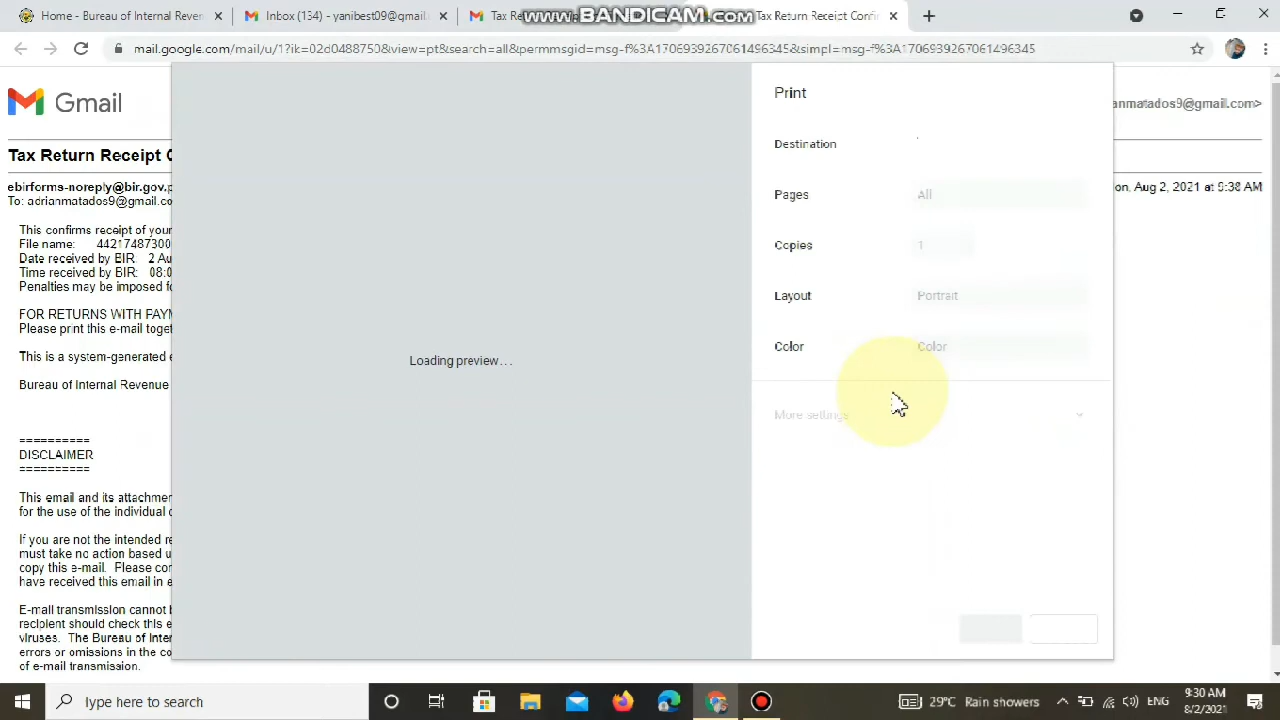 Home - Bureau of Internal Reven
Inbox (134) - yanibest09@gmail.
Tax Re
www.BANDICAM.com
Tax Return Receipt Confir
mail.google.com/mail/u/1?ik=02d0488750&view=pt&search=all&permmsgid=msg-f%3A1706939267061496345&simpl=msg-f%3A1706939267061496345
Gmail
anmatados9@gmail.com>
Tax Return Receipt C
ebirforms-noreply@bir.gov.p
on, Aug 2, 2021 at 9:38 AM
To: adrianmatados9@gmail.co
This confirms receipt of your
File name: 44217487300
Date received by BIR: 2 Au
Time received by BIR: 08:0
Penalties may be imposed fo
FOR RETURNS WITH PAYM
Please print this e-mail toget
This is a system-generated e
Bureau of Internal Revenue
==========
DISCLAIMER
==========
This email and its attachmen
for the use of the individual o
If you are not the intended re
must take no action based u
copy this e-mail. Please con
have received this email in e
E-mail transmission cannot b
recipient should check this e
viruses. The Bureau of Inter
errors or omissions in the co
of e-mail transmission.
Loading preview...
Print
Destination
Pages All
Copies 1
Layout Portrait
Color Color
More settings
Type here to search
29°C Rain showers
ENG
9:30 AM
8/2/2021